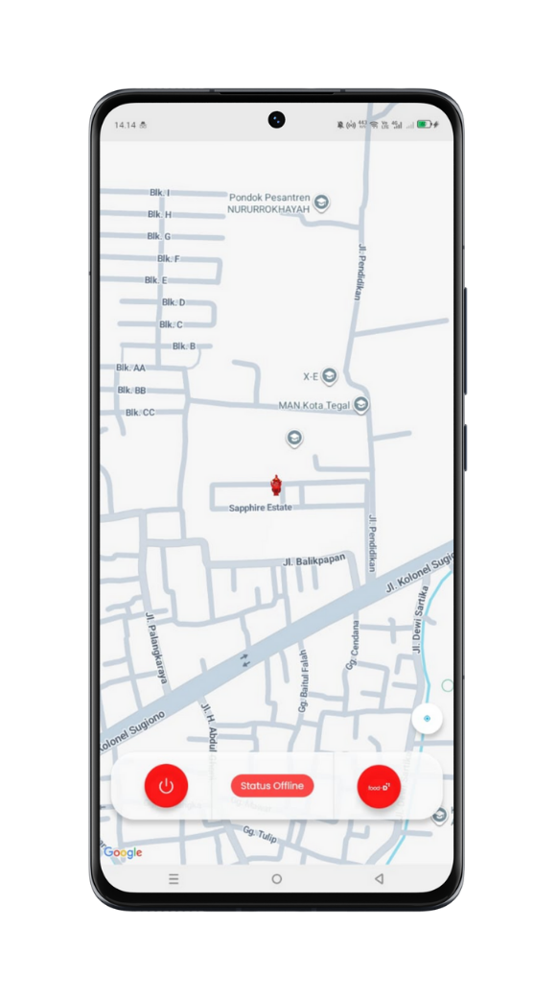 14.14
Blk. I
Pondok Pesantren
NURURROKHAYAH
Blk. H
Blk. G
Jl. Pendidikan
Blk. F
Blk. E
Blk. D
Blk. C
Blk. B
Blk. AA
X-E
Blk. BB
MAN Kota Tegal
Blk. CC
Sapphire Estate
Jl. Pendidikan
Jl. Balikpapan
Jl. Kolonel Sugio
Jl. Dewi Sartika
Jl. Palangkaraya
Gg. Cendana
Gg. Baitul Falah
Kolonel Sugiono
Jl. H. Abdul
Status Offline
food-D
Gg. Tulip
Google